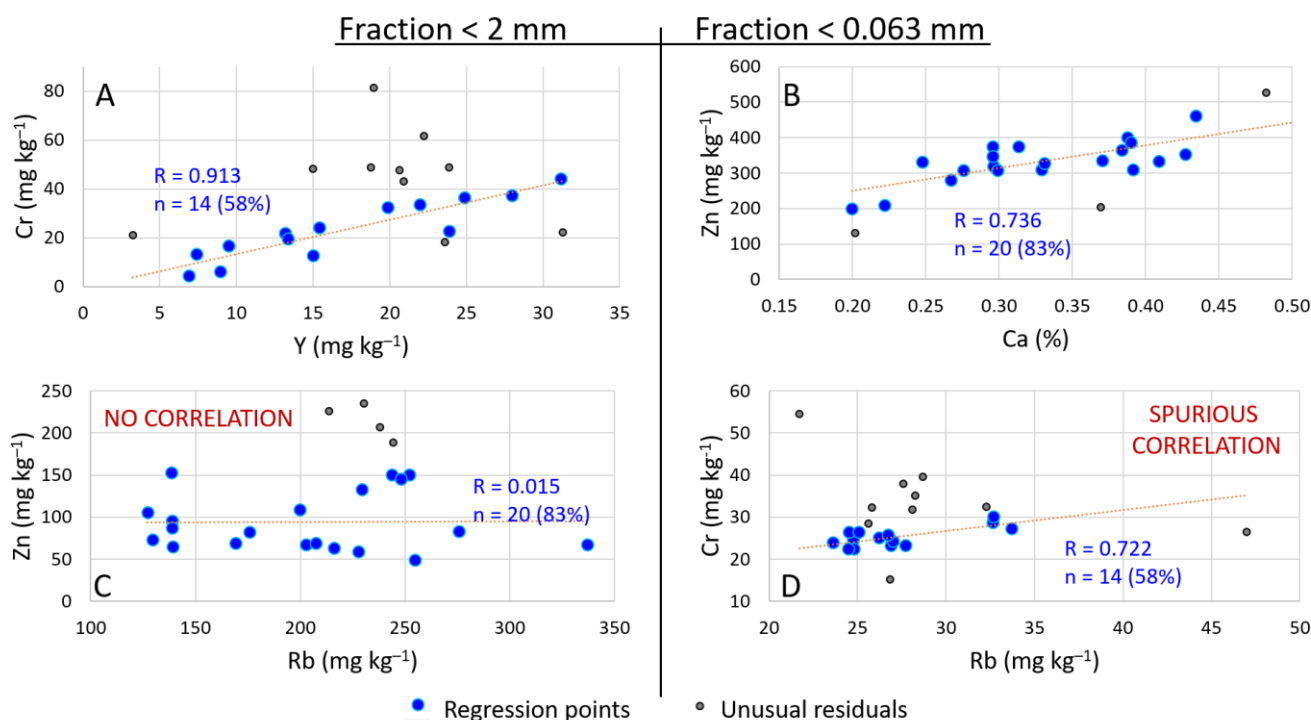 Fraction < 2 mm
Fraction < 0.063 mm
A
Cr (mg kg⁻¹)
80
60
40
20
0
R = 0.913
n = 14 (58%)
0 5 10 15 20 25 30 35
Y (mg kg⁻¹)
B
Zn (mg kg⁻¹)
600
500
400
300
200
100
0
R = 0.736
n = 20 (83%)
0.15 0.20 0.25 0.30 0.35 0.40 0.45 0.50
Ca (%)
NO CORRELATION
Zn (mg kg⁻¹)
250
200
150
100
50
0
R = 0.015
n = 20 (83%)
C
100 150 200 250 300 350
Rb (mg kg⁻¹)
SPURIOUS
CORRELATION
Cr (mg kg⁻¹)
60
50
40
30
20
10
R = 0.722
n = 14 (58%)
D
20 25 30 35 40 45 50
Rb (mg kg⁻¹)
Regression points
Unusual residuals